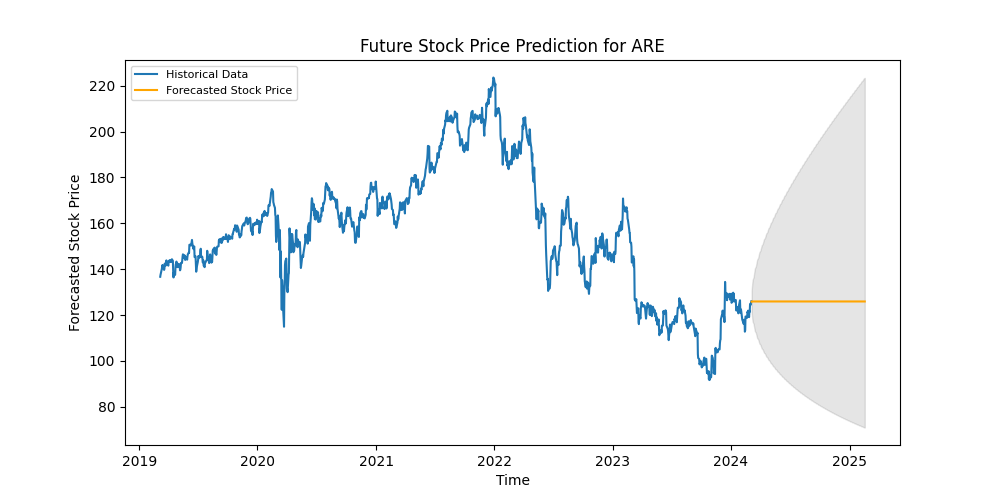 Future Stock Price Prediction for ARE
Historical Data
Forecasted Stock Price
Forecasted Stock Price
220
200
180
160
140
120
100
80
2019 2020 2021 2022 2023 2024 2025
Time